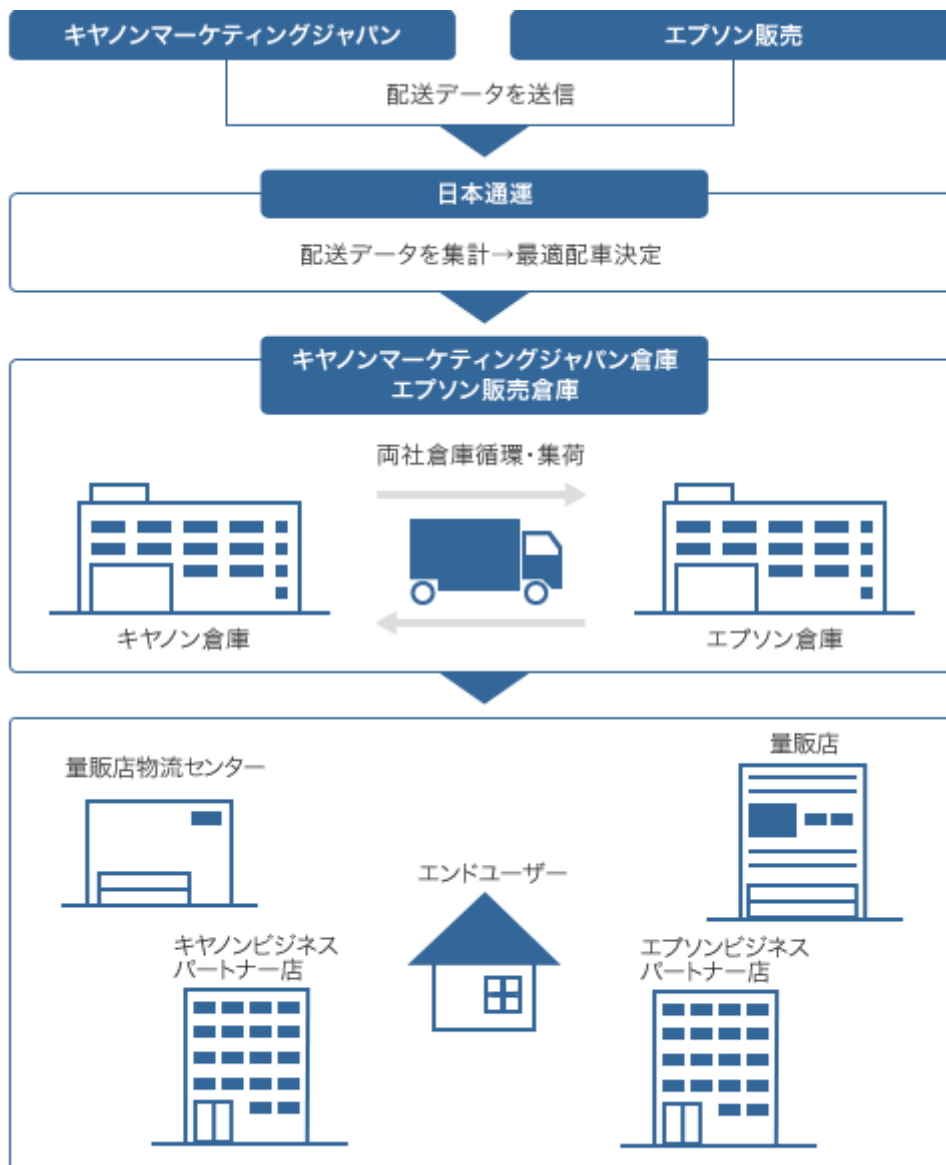 キヤノンマーケティングジャパン
エプソン販売
配送データを送信
日本通運
配送データを集計→最適配車決定
キヤノンマーケティングジャパン倉庫
エプソン販売倉庫
両社倉庫循環・集荷
キヤノン倉庫
エプソン倉庫
量販店物流センター
量販店
エンドユーザー
キヤノンビジネス
パートナー店
エプソンビジネス
パートナー店